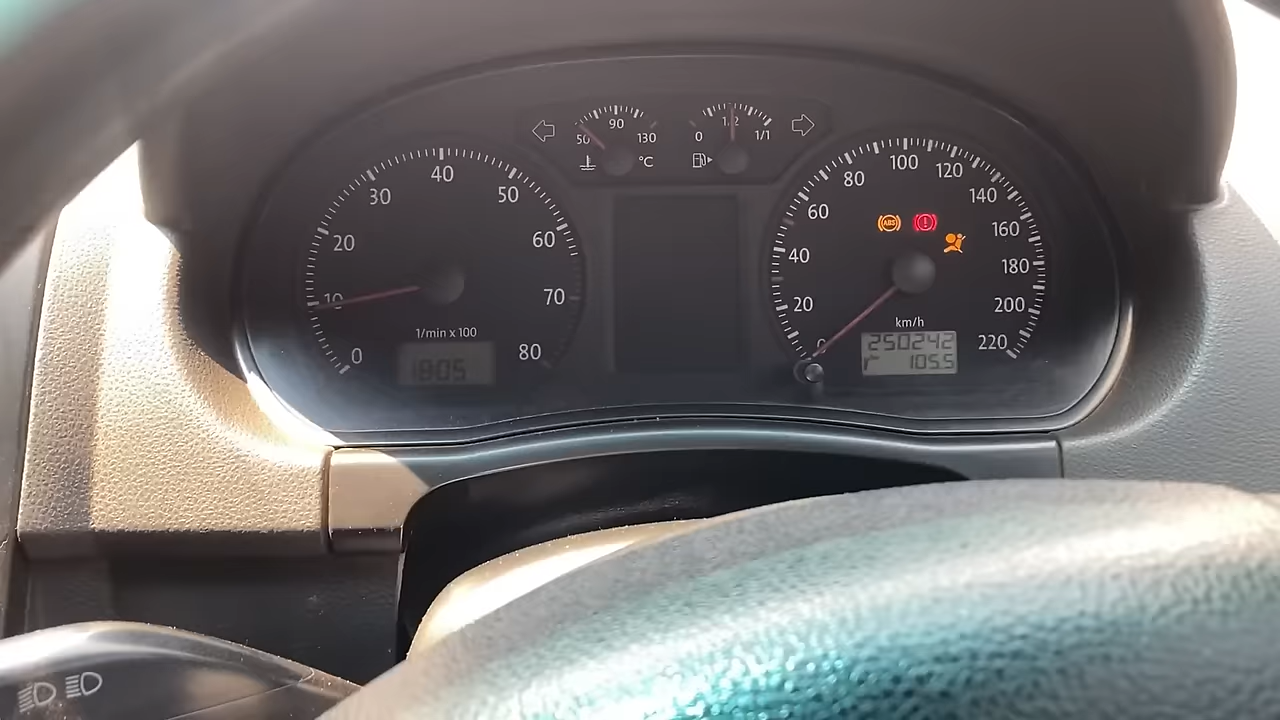 50 90 130 °C
0 1/2 1/1
0 10 20 30 40 50 60 70 80
1/min x 100
1805
0 20 40 60 80 100 120 140 160 180 200 220
ABS
km/h
250242
105.5